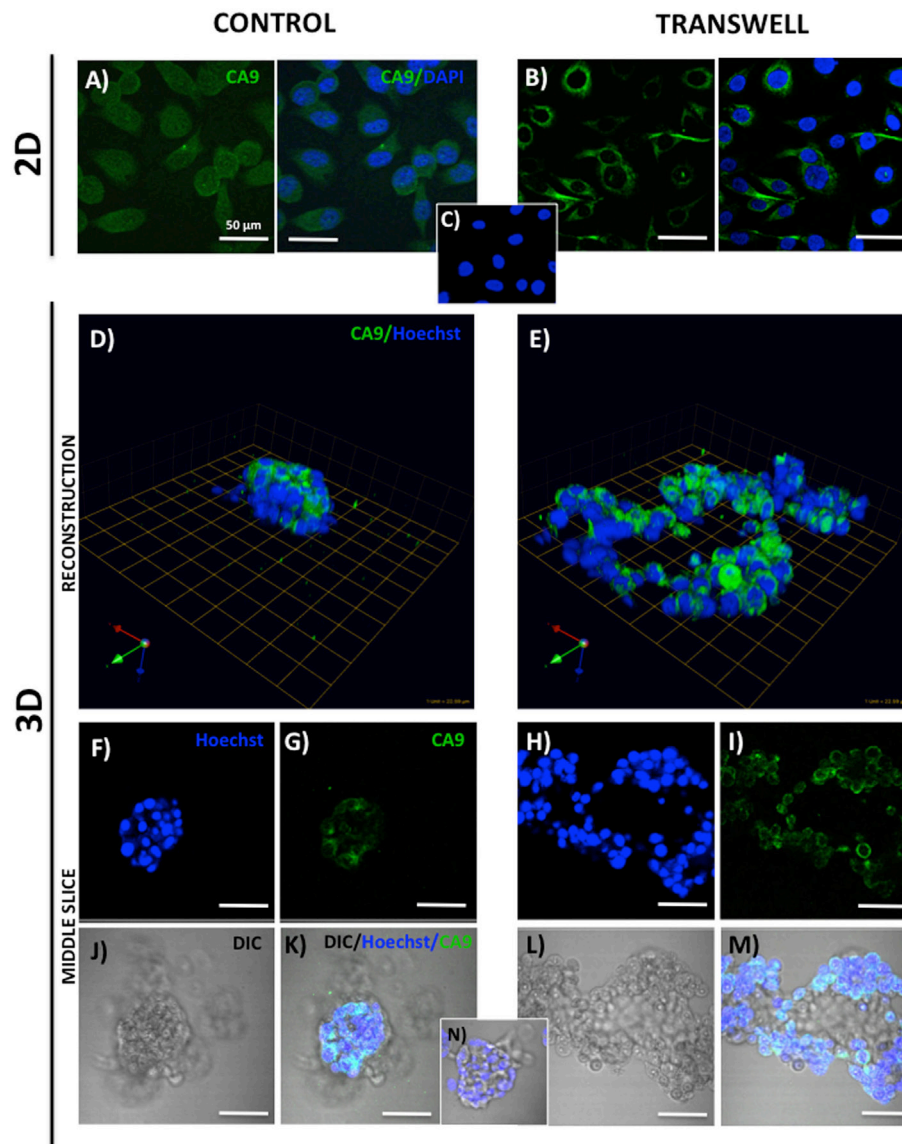 CONTROL
TRANSWELL
2D
A)
CA9
CA9/DAPI
50 µm
B)
C)
3D
RECONSTRUCTION
D)
CA9/Hoechst
E)
MIDDLE SLICE
F)
Hoechst
G)
CA9
H)
I)
J)
DIC
K)
DIC/Hoechst/CA9
L)
M)
N)